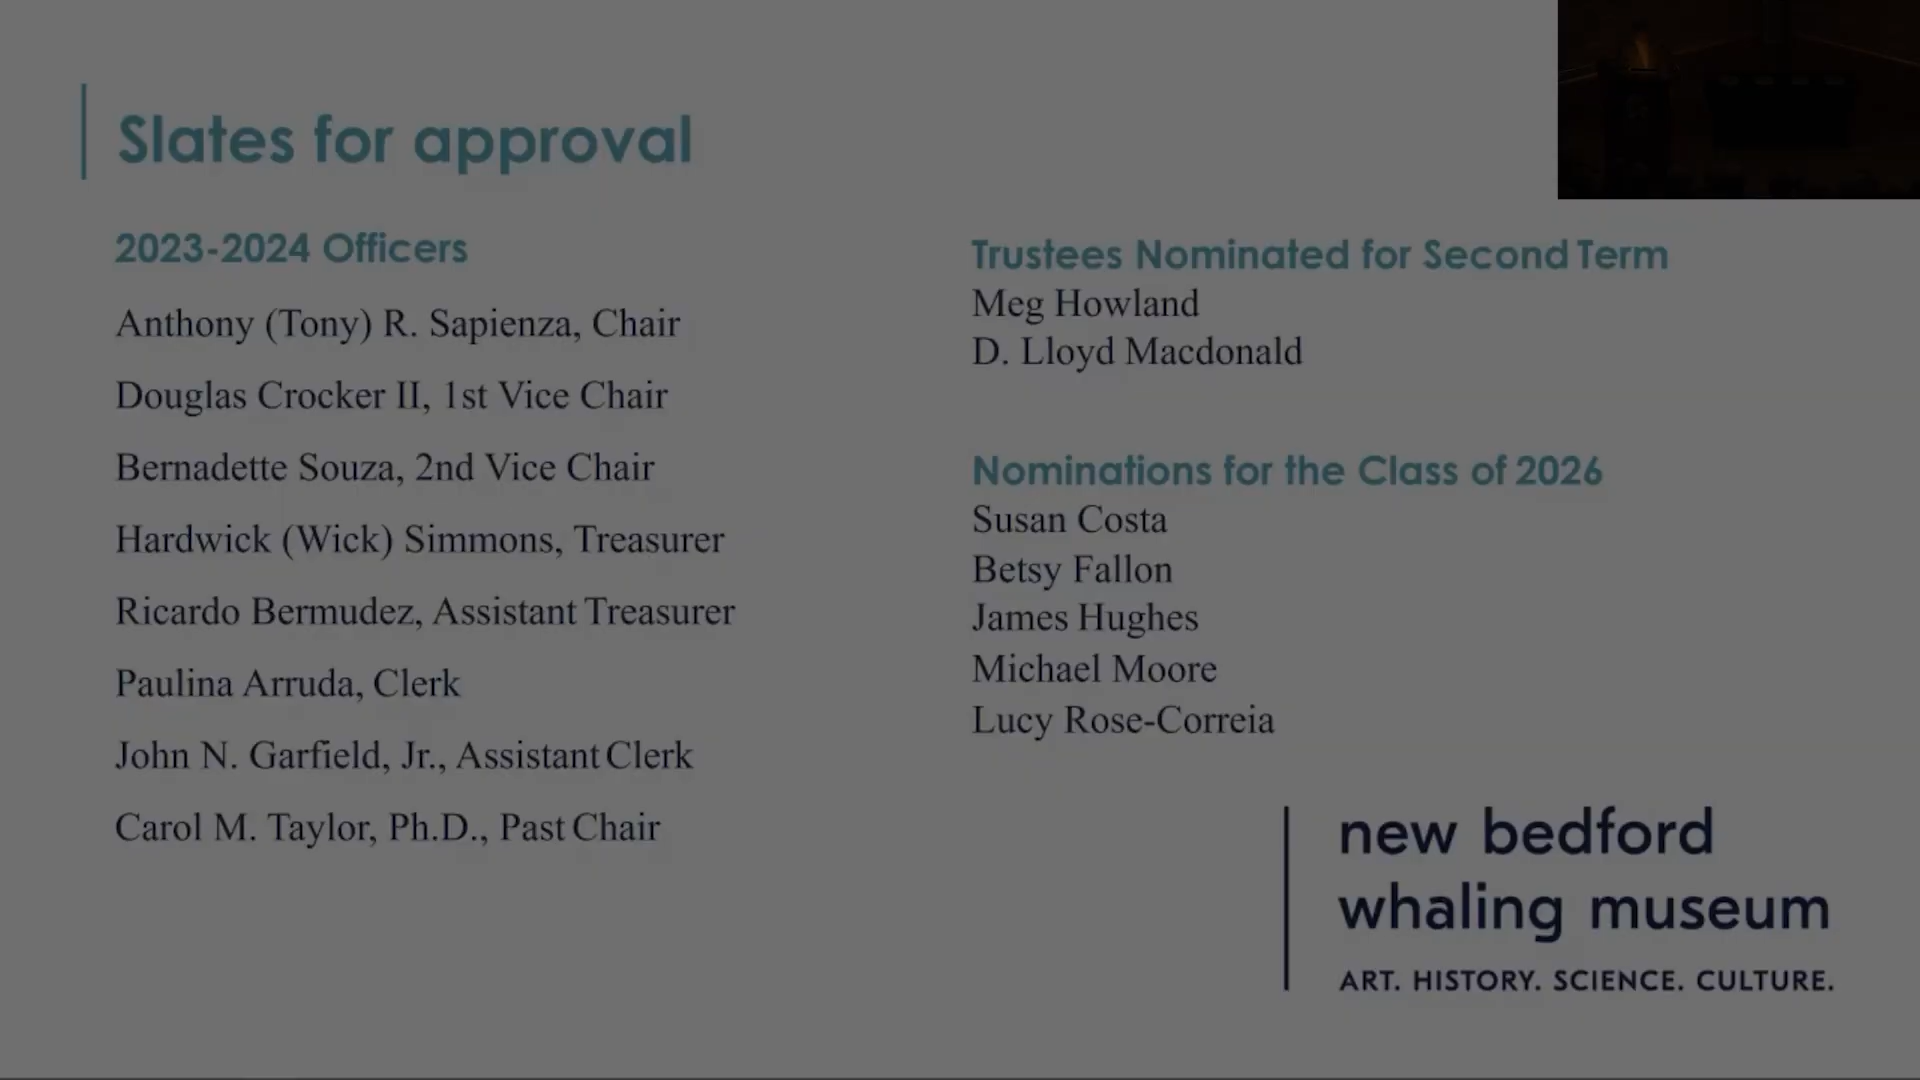 Slates for approval
2023-2024 Officers
Anthony (Tony) R. Sapienza, Chair
Douglas Crocker II, 1st Vice Chair
Bernadette Souza, 2nd Vice Chair
Hardwick (Wick) Simmons, Treasurer
Ricardo Bermudez, Assistant Treasurer
Paulina Arruda, Clerk
John N. Garfield, Jr., Assistant Clerk
Carol M. Taylor, Ph.D., Past Chair
Trustees Nominated for Second Term
Meg Howland
D. Lloyd Macdonald
Nominations for the Class of 2026
Susan Costa
Betsy Fallon
James Hughes
Michael Moore
Lucy Rose-Correia
new bedford
whaling museum
ART. HISTORY. SCIENCE. CULTURE.